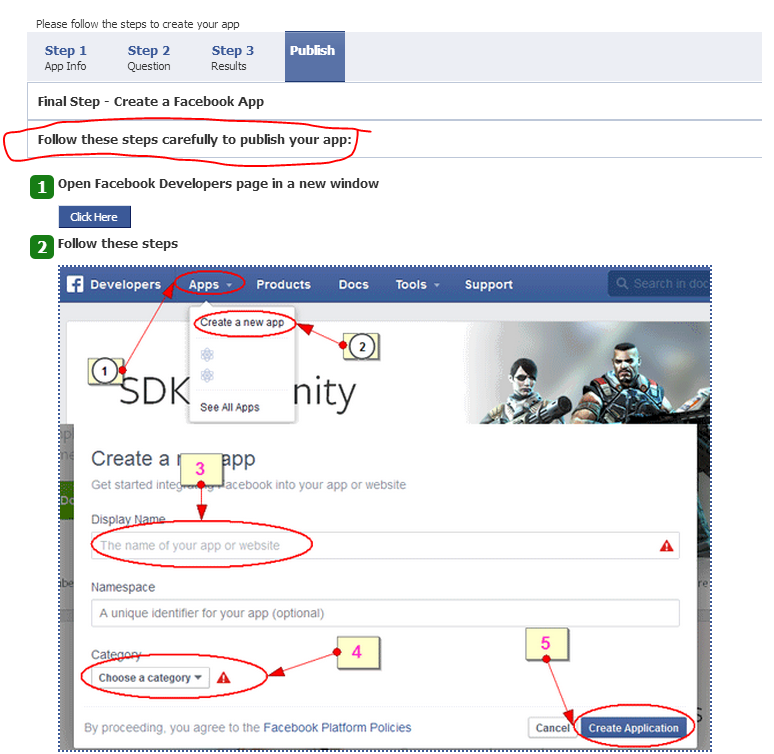 Please follow the steps to create your app
Step 1 Step 2 Step 3 Publish
App Info Question Results
Final Step - Create a Facebook App
Follow these steps carefully to publish your app:
1 Open Facebook Developers page in a new window
Click Here
2 Follow these steps
f Developers Apps Products Docs Tools Support Search in doc
Create a new app
2
1
SDK nity
See All Apps
Create a n app
3
Get started integ acebook into your app or website
Display Name
The name of your app or website
Namespace
A unique identifier for your app (optional)
Category
4
5
Choose a category
By proceeding, you agree to the Facebook Platform Policies
Cancel Create Application